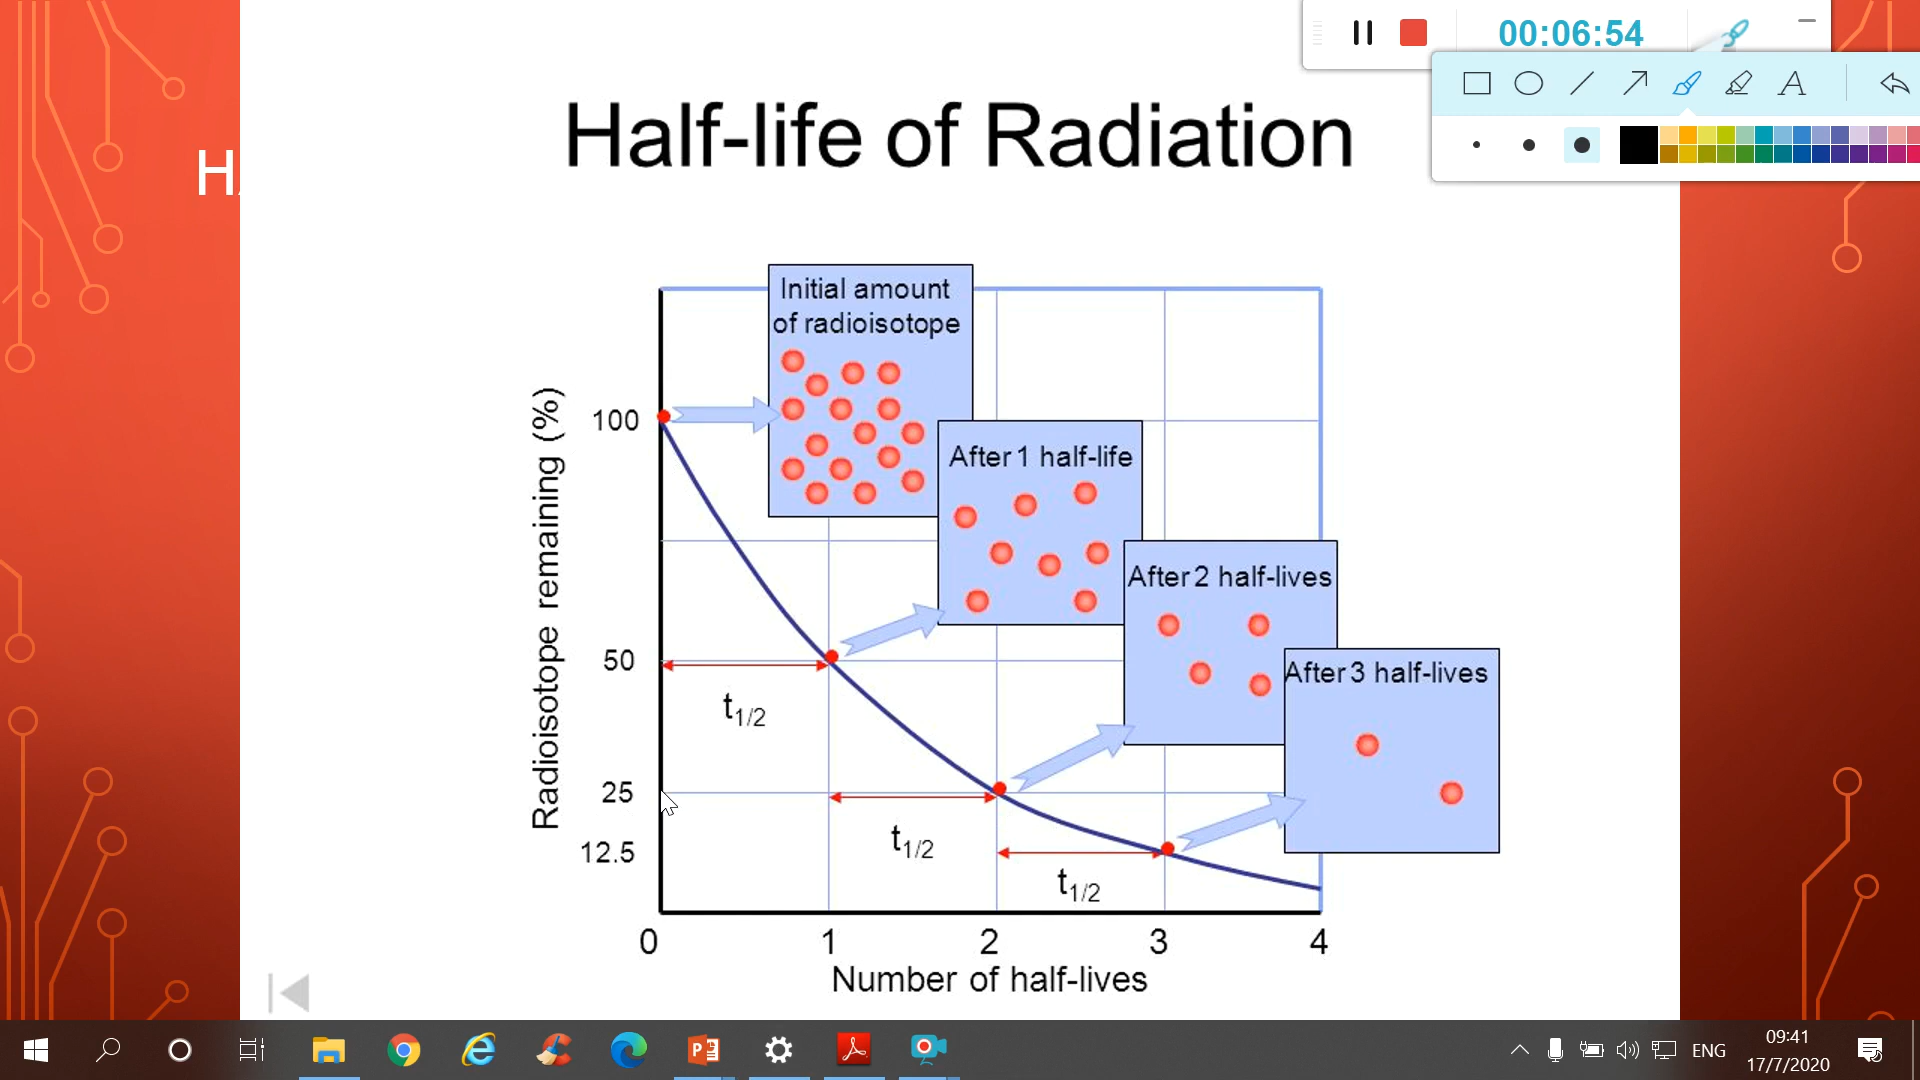 00:06:54
A
Half-life of Radiation
H
Initial amount
of radioisotope
Radioisotope remaining (%)
100
After 1 half-life
After 2 half-lives
50
After 3 half-lives
t1/2
25
t1/2
12.5
t1/2
0 1 2 3 4
Number of half-lives
ENG
09:41
17/7/2020